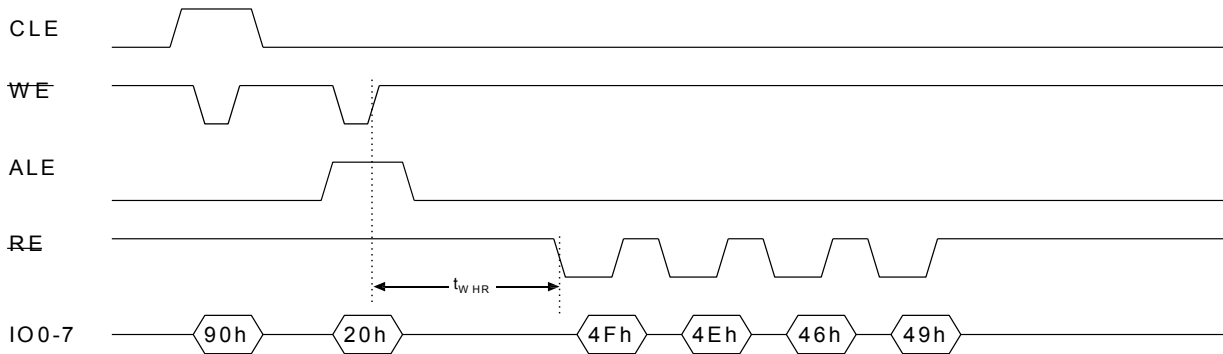 CLE
WE
ALE
RE
tWHR
IO0-7 90h 20h 4Fh 4Eh 46h 49h